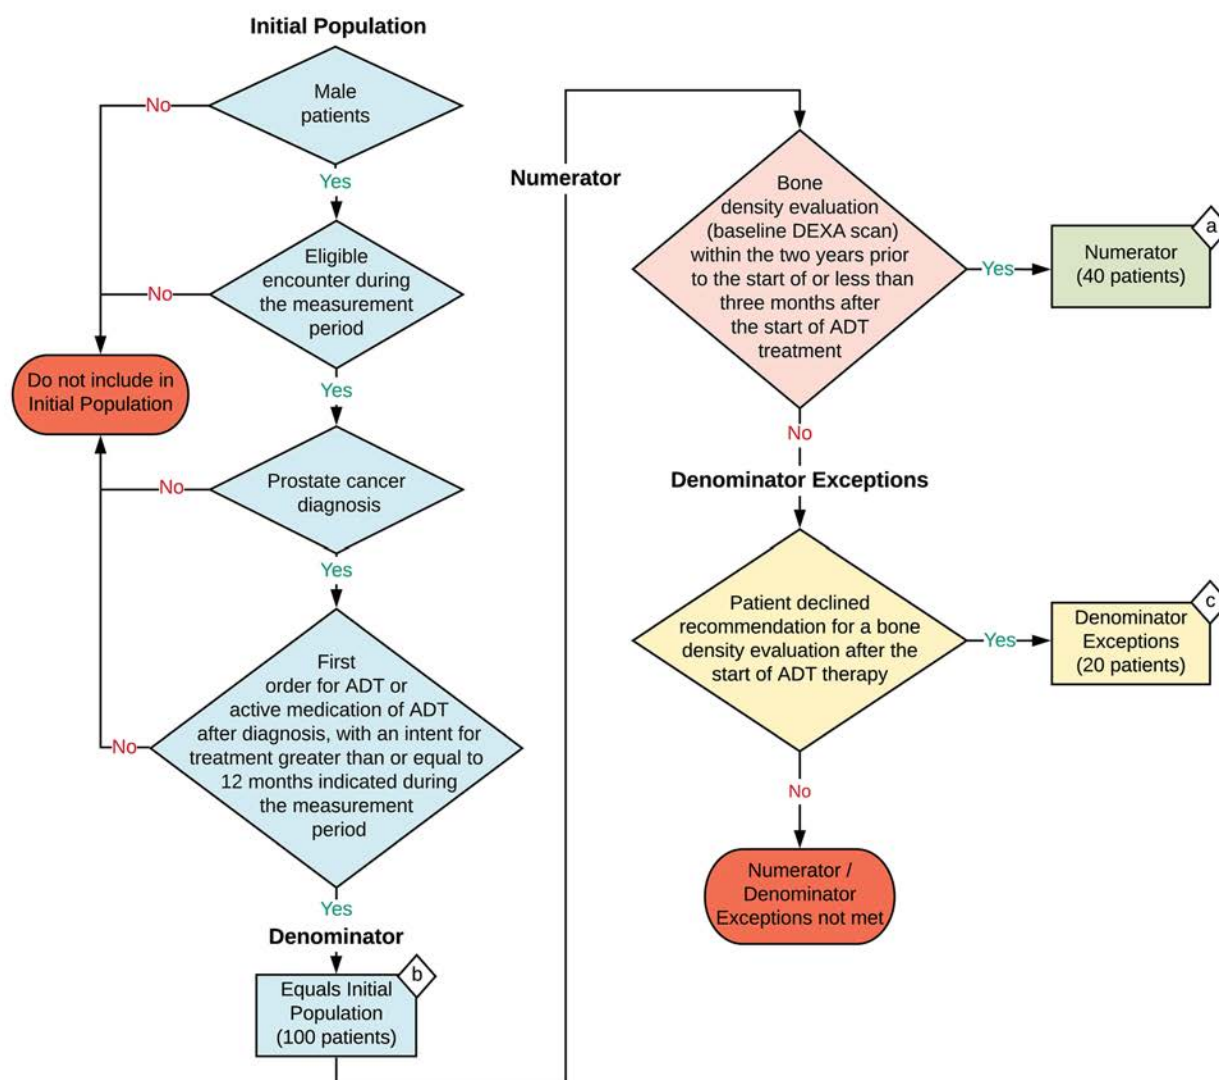 Initial Population
Male
patients
No
Yes
Eligible
encounter during
the measurement
period
No
Do not include in
Initial Population
Yes
Prostate cancer
diagnosis
No
Yes
First
order for ADT or
active medication of ADT
after diagnosis, with an intent for
treatment greater than or equal to
12 months indicated during
the measurement
period
No
Yes
Denominator
b
Equals Initial
Population
(100 patients)
Numerator
Bone
density evaluation
(baseline DEXA scan)
within the two years prior
to the start of or less than
three months after
the start of ADT
treatment
Yes
a
Numerator
(40 patients)
No
Denominator Exceptions
Patient declined
recommendation for a bone
density evaluation after the
start of ADT therapy
Yes
c
Denominator
Exceptions
(20 patients)
No
Numerator /
Denominator
Exceptions not met